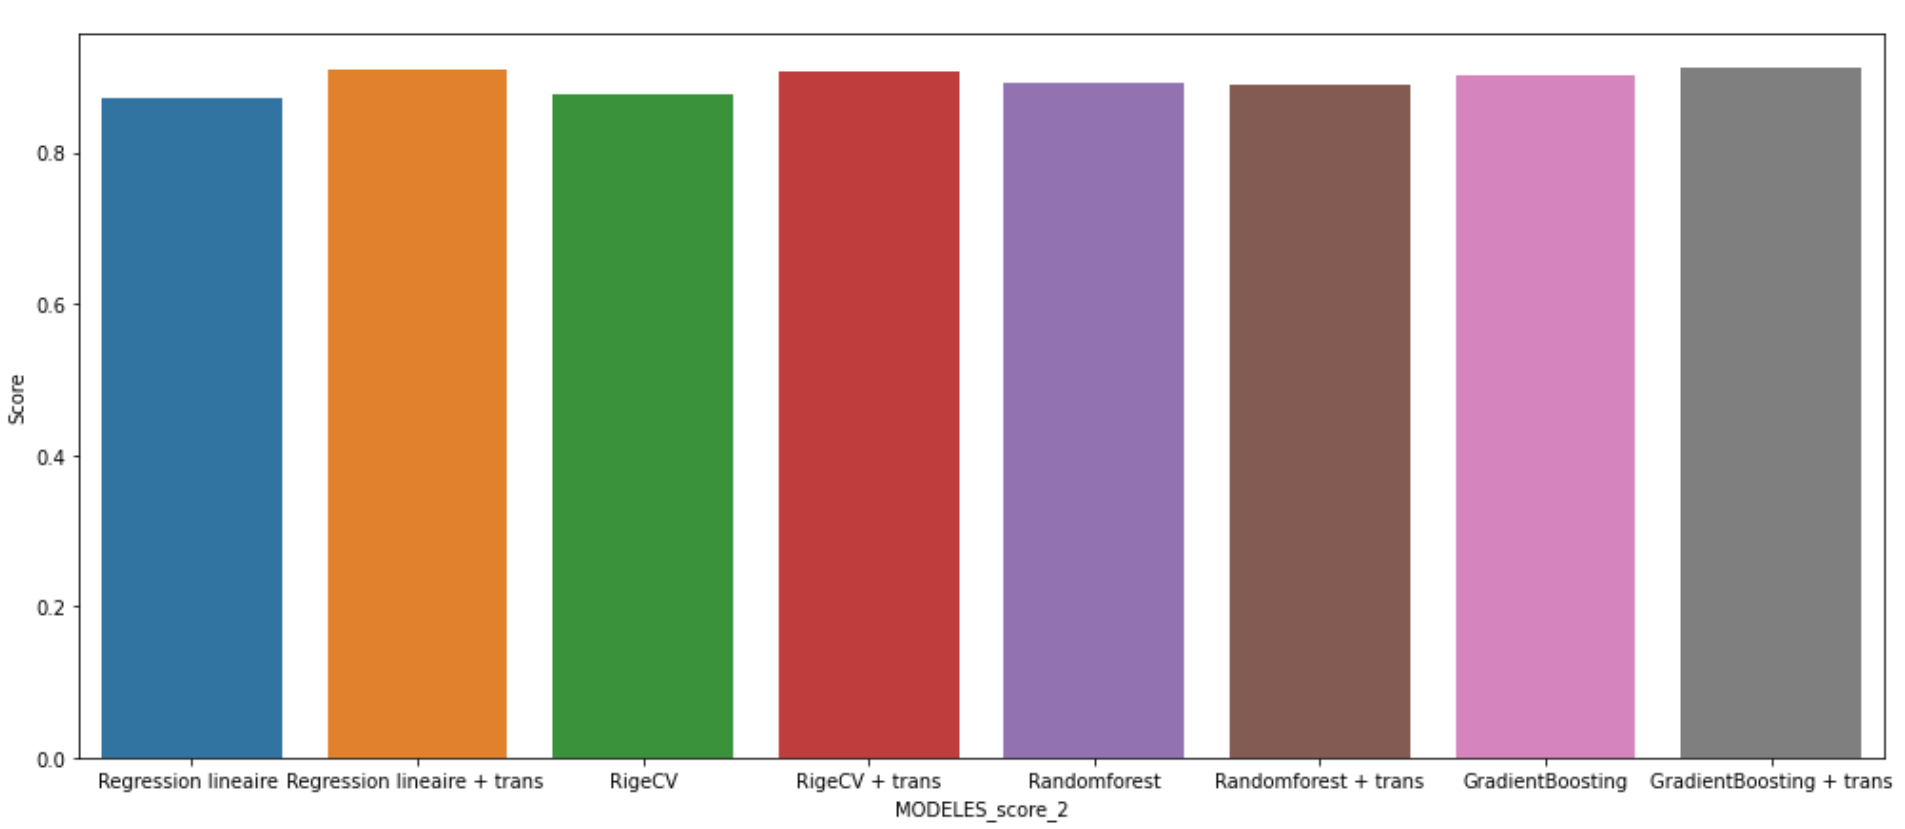 Score
0.8
0.6
0.4
0.2
0.0
Regression lineaire Regression lineaire + trans RigeCV RigeCV + trans Randomforest Randomforest + trans GradientBoosting GradientBoosting + trans
MODELES_score_2